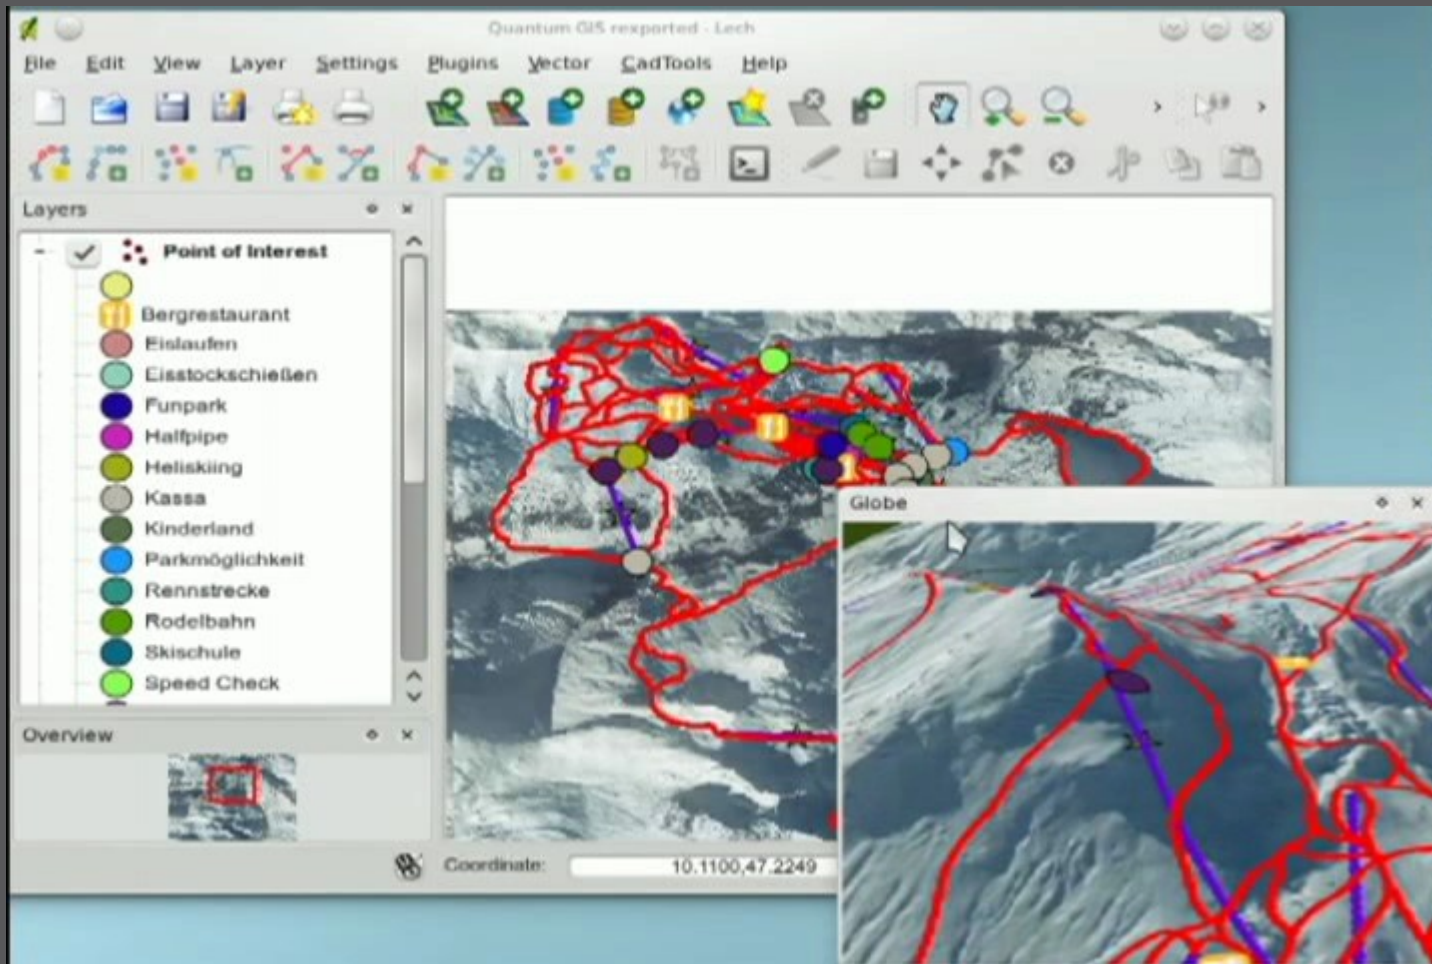 Quantum GIS rexported - Lech
File Edit View Layer Settings Plugins Vector CadTools Help
Layers
Point of Interest
Bergrestaurant
Eislaufen
Eisstockschießen
Funpark
Halfpipe
Heliskiing
Kassa
Kinderland
Parkmöglichkeit
Rennstrecke
Rodelbahn
Skischule
Speed Check
Overview
Coordinate: 10.1100,47.2249
Globe